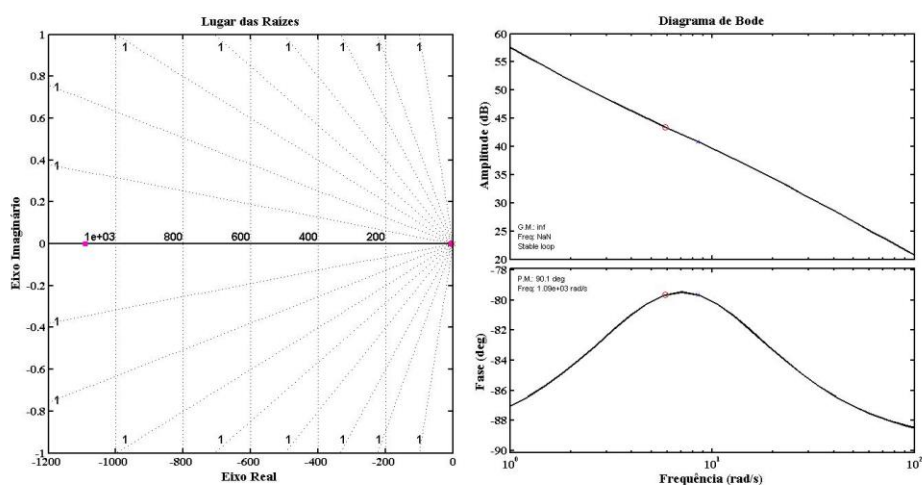 Lugar das Raízes
1
1 1 1 1 1 1
0.8
1
0.6
0.4
1
0.2
0
1e+03 800 600 400 200
-0.2
-0.4
1
-0.6
-0.8
1
1 1 1 1 1 1
-1
-1200 -1000 -800 -600 -400 -200 0
Eixo Real
Eixo Imaginário
Diagrama de Bode
60
55
50
45
40
35
30
25
20
Amplitude (dB)
G.M.: inf
Freq: NaN
Stable loop
-78
-80
-82
-84
-86
-88
-90
Fase (deg)
P.M.: 90.1 deg
Freq: 1.09e+03 rad/s
10⁰ 10¹ 10²
Frequência (rad/s)